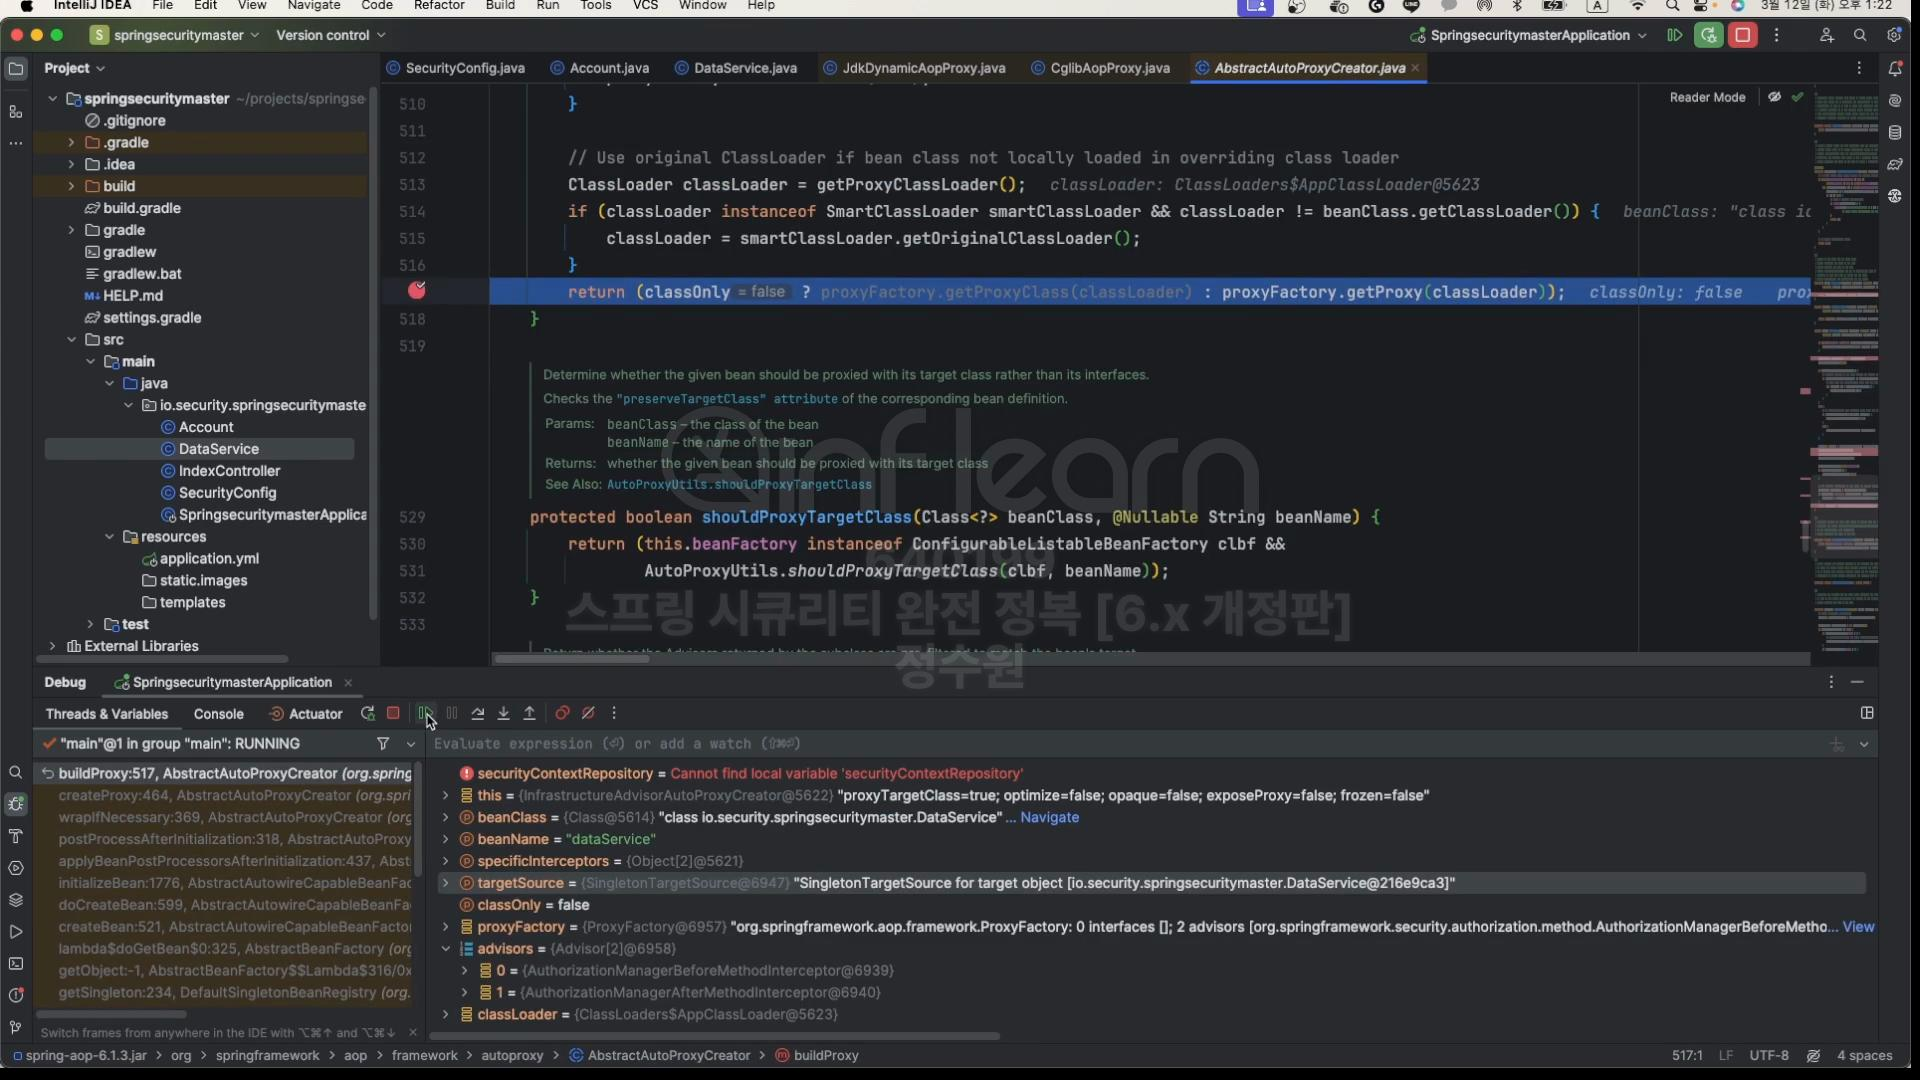 IntelliJ IDEA File Edit View Navigate Code Refactor Build Run Tools VCS Window Help A 3월 12일 (화) 오후 1:22
S springsecuritymaster Version control SpringsecuritymasterApplication
Project
SecurityConfig.java Account.java DataService.java JdkDynamicAopProxy.java CglibAopProxy.java AbstractAutoProxyCreator.java
Reader Mode
springsecuritymaster ~/projects/springse
.gitignore
.gradle
.idea
build
build.gradle
gradle
gradlew
gradlew.bat
M↓ HELP.md
settings.gradle
src
main
java
io.security.springsecuritymaste
Account
DataService
IndexController
SecurityConfig
SpringsecuritymasterApplica
resources
application.yml
static.images
templates
test
External Libraries
510 }
511
512 // Use original ClassLoader if bean class not locally loaded in overriding class loader
513 ClassLoader classLoader = getProxyClassLoader(); classLoader: ClassLoaders$AppClassLoader@5623
514 if (classLoader instanceof SmartClassLoader smartClassLoader && classLoader != beanClass.getClassLoader()) { beanClass: "class io
515 classLoader = smartClassLoader.getOriginalClassLoader();
516 }
return (classOnly = false ? proxyFactory.getProxyClass(classLoader) : proxyFactory.getProxy(classLoader)); classOnly: false prox
518 }
519
Determine whether the given bean should be proxied with its target class rather than its interfaces.
Checks the "preserveTargetClass" attribute of the corresponding bean definition.
Params: beanClass – the class of the bean
beanName – the name of the bean
Returns: whether the given bean should be proxied with its target class
See Also: AutoProxyUtils.shouldProxyTargetClass
529 protected boolean shouldProxyTargetClass(Class<?> beanClass, @Nullable String beanName) {
530 return (this.beanFactory instanceof ConfigurableListableBeanFactory clbf &&
531 AutoProxyUtils.shouldProxyTargetClass(clbf, beanName));
532 }
533
Return whether the Advisors returned by the subclass are pre-filtered to match the bean's target
inflearn
640199
스프링 시큐리티 완전 정복 [6.x 개정판]
정수원
Debug SpringsecuritymasterApplication
Threads & Variables Console Actuator
"main"@1 in group "main": RUNNING
Evaluate expression (⏎) or add a watch (⇧⌘⏎)
buildProxy:517, AbstractAutoProxyCreator (org.spring
createProxy:464, AbstractAutoProxyCreator (org.spri
wrapIfNecessary:369, AbstractAutoProxyCreator (org
postProcessAfterInitialization:318, AbstractAutoProxy
applyBeanPostProcessorsAfterInitialization:437, Abst
initializeBean:1776, AbstractAutowireCapableBeanFac
doCreateBean:599, AbstractAutowireCapableBeanFac
createBean:521, AbstractAutowireCapableBeanFactor
lambda$doGetBean$0:325, AbstractBeanFactory (org
getObject:-1, AbstractBeanFactory$$Lambda$316/0x
getSingleton:234, DefaultSingletonBeanRegistry (org.
Switch frames from anywhere in the IDE with ⌥⌘↑ and ⌥⌘↓
securityContextRepository = Cannot find local variable 'securityContextRepository'
this = {InfrastructureAdvisorAutoProxyCreator@5622} "proxyTargetClass=true; optimize=false; opaque=false; exposeProxy=false; frozen=false"
beanClass = {Class@5614} "class io.security.springsecuritymaster.DataService" ... Navigate
beanName = "dataService"
specificInterceptors = {Object[2]@5621}
targetSource = {SingletonTargetSource@6947} "SingletonTargetSource for target object [io.security.springsecuritymaster.DataService@216e9ca3]"
classOnly = false
proxyFactory = {ProxyFactory@6957} "org.springframework.aop.framework.ProxyFactory: 0 interfaces []; 2 advisors [org.springframework.security.authorization.method.AuthorizationManagerBeforeMetho... View
advisors = {Advisor[2]@6958}
0 = {AuthorizationManagerBeforeMethodInterceptor@6939}
1 = {AuthorizationManagerAfterMethodInterceptor@6940}
classLoader = {ClassLoaders$AppClassLoader@5623}
spring-aop-6.1.3.jar > org > springframework > aop > framework > autoproxy > AbstractAutoProxyCreator > buildProxy 517:1 LF UTF-8 4 spaces